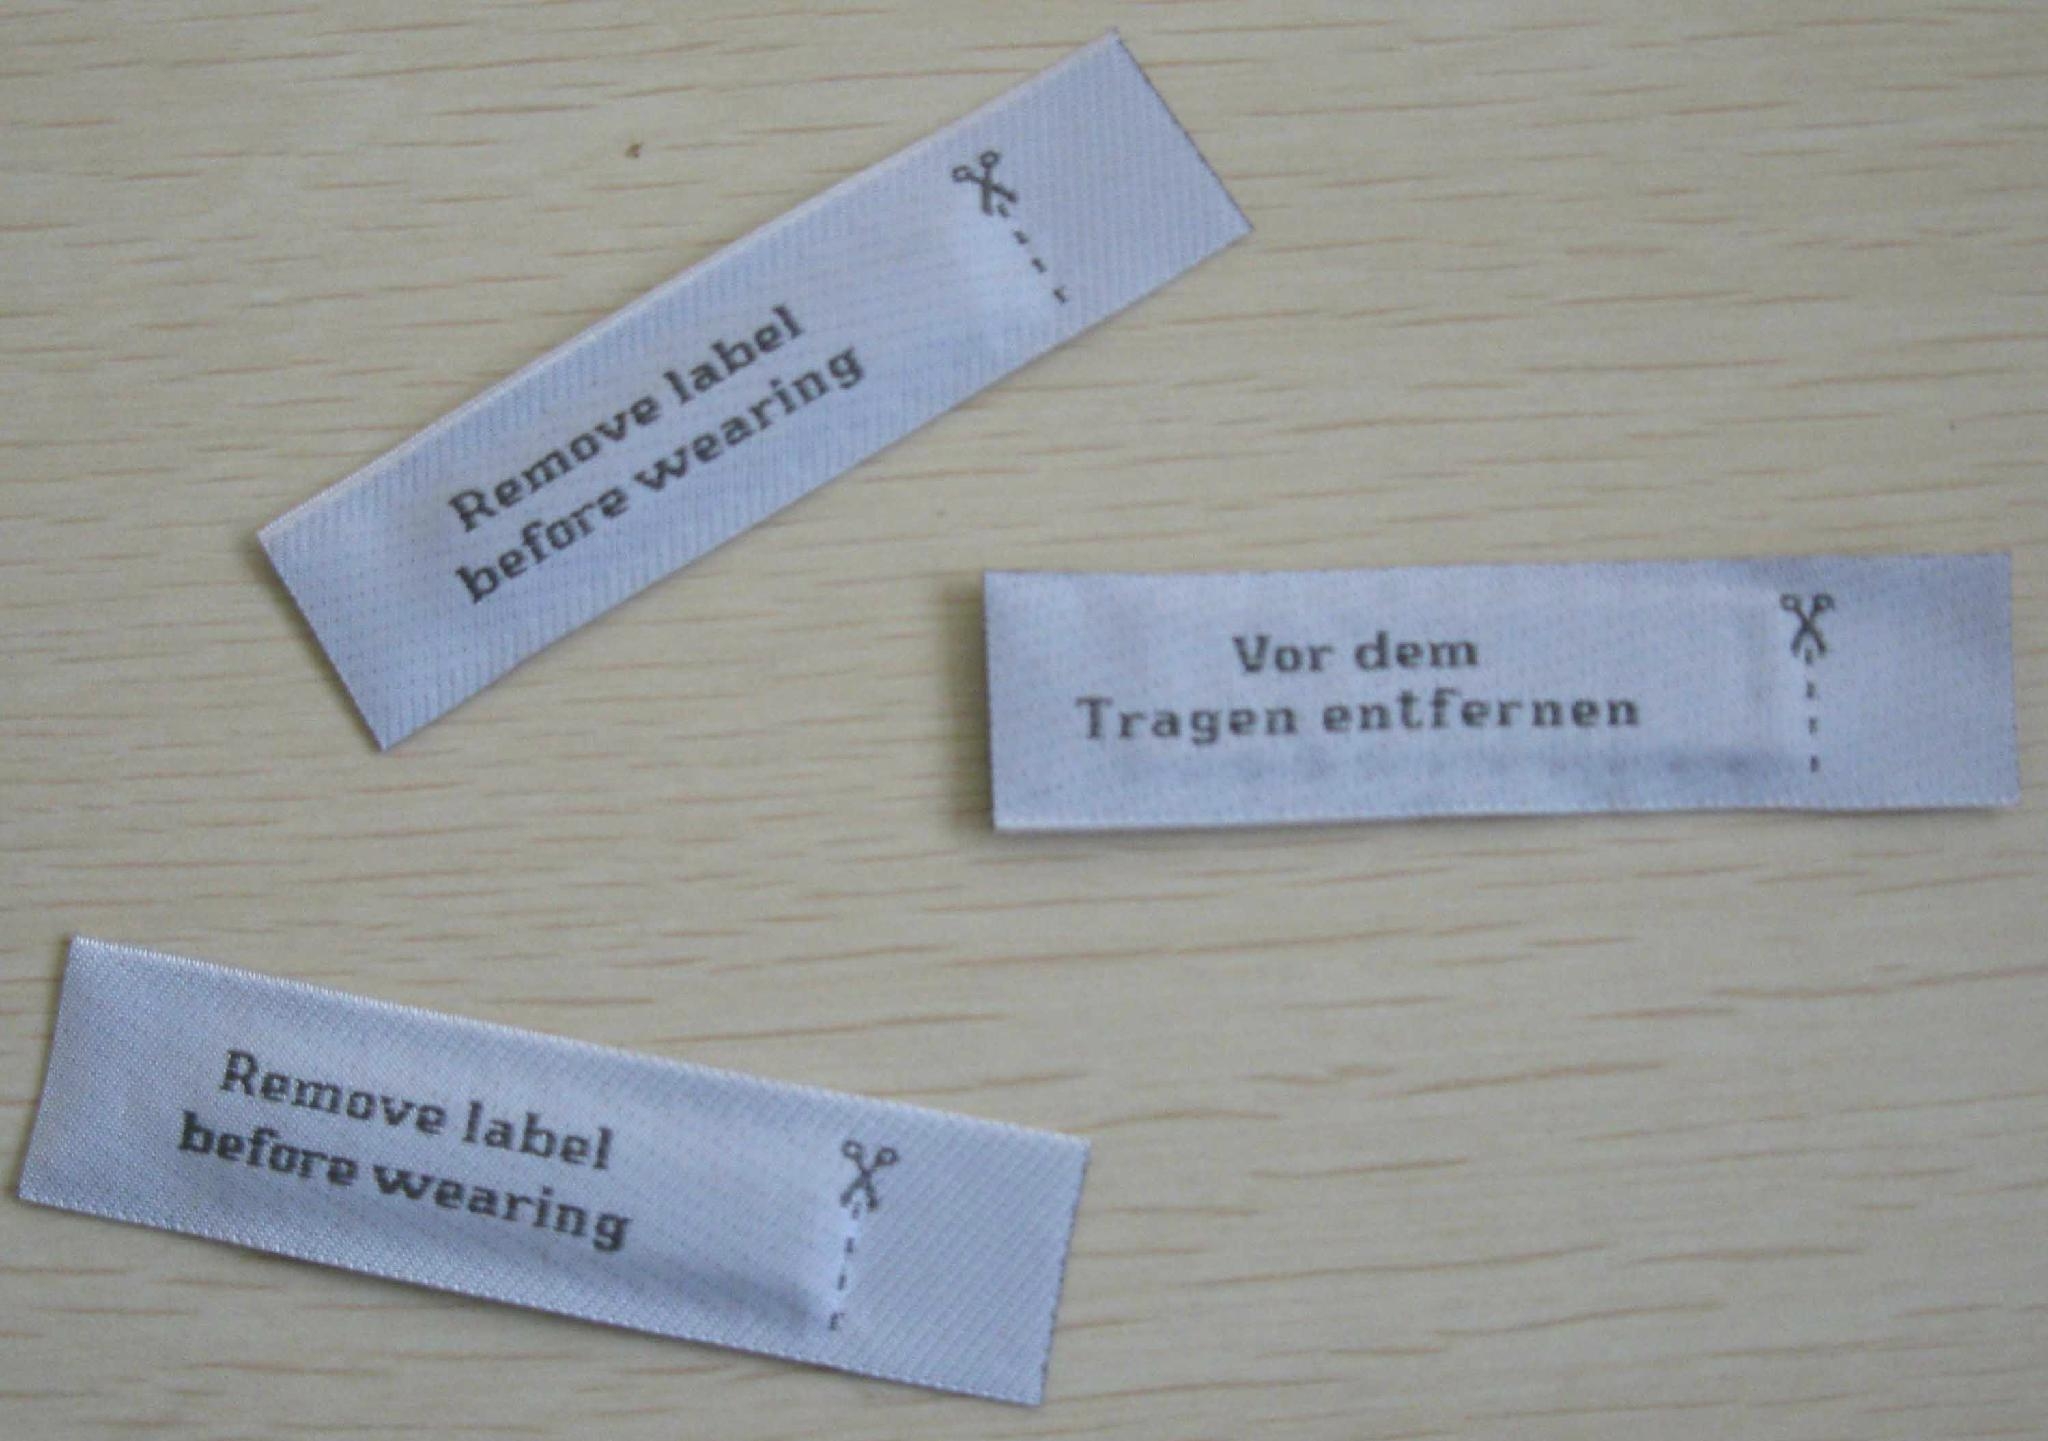 Remove label
before wearing
Vor dem
Tragen entfernen
Remove label
before wearing